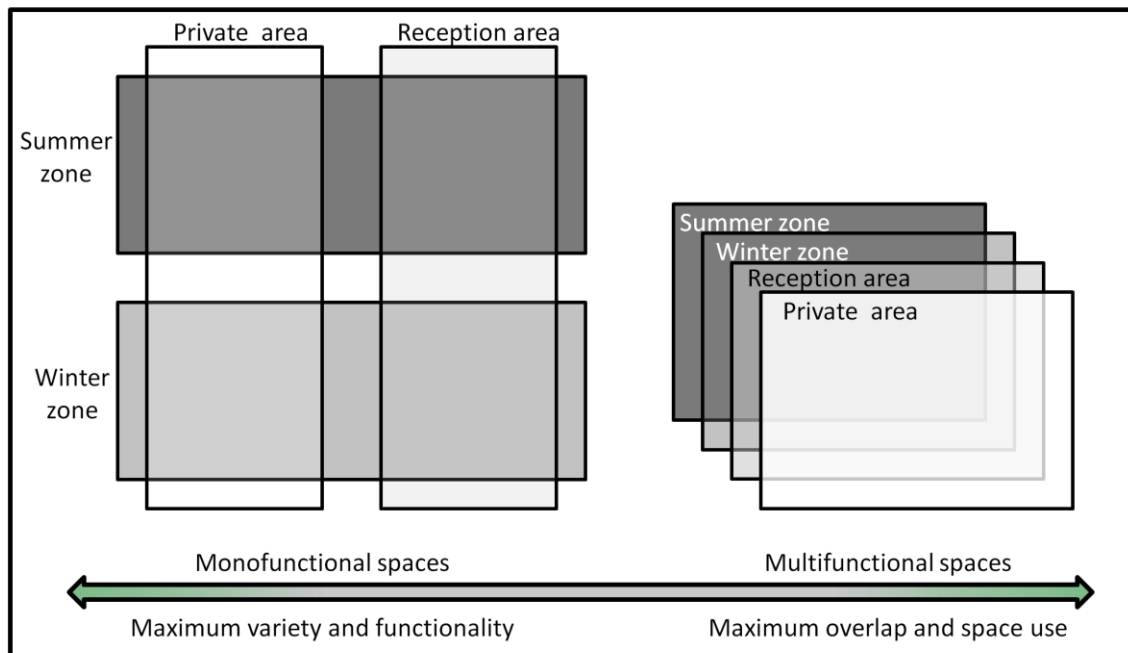 Private area
Reception area
Summer
zone
Winter
zone
Summer zone
Winter zone
Reception area
Private area
Monofunctional spaces
Multifunctional spaces
Maximum variety and functionality
Maximum overlap and space use